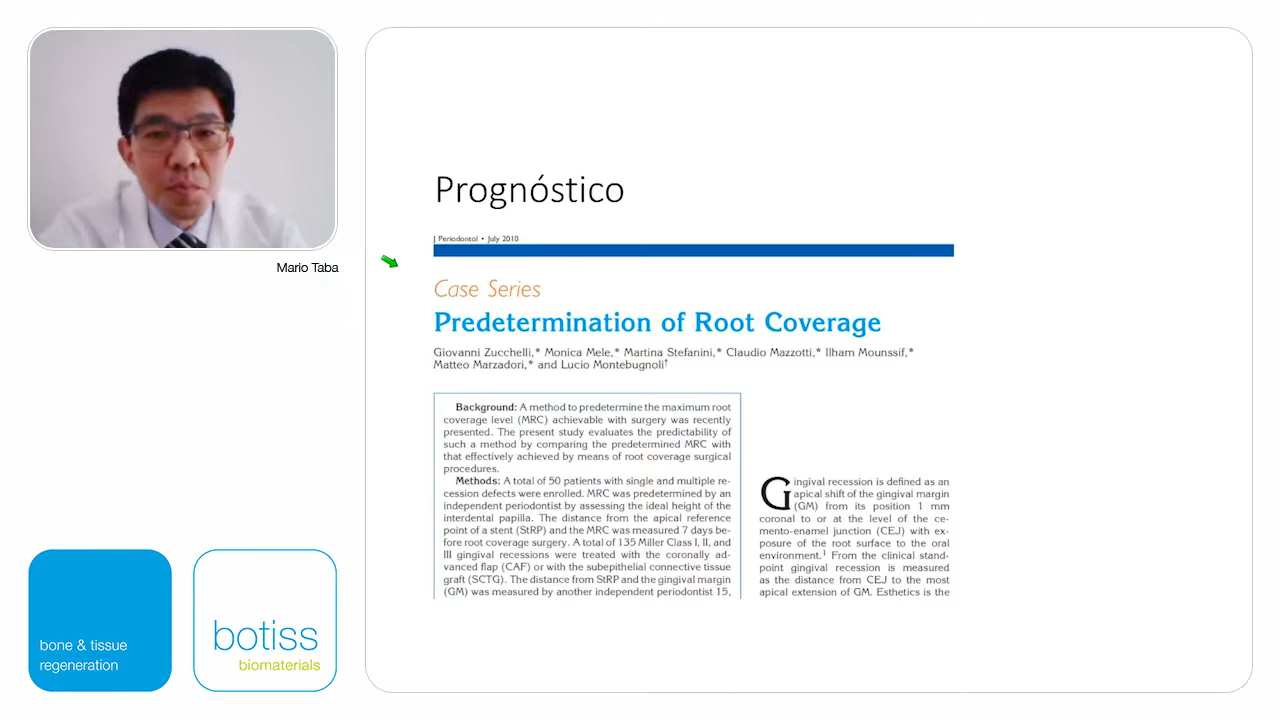 Mario Taba
bone & tissue
regeneration
botiss
biomaterials
Prognóstico
J Periodontol • July 2010
Case Series
Predetermination of Root Coverage
Giovanni Zucchelli,* Monica Mele,* Martina Stefanini,* Claudio Mazzotti,* Ilham Mounssif,*
Matteo Marzadori,* and Lucio Montebugnoli†
Background: A method to predetermine the maximum root
coverage level (MRC) achievable with surgery was recently
presented. The present study evaluates the predictability of
such a method by comparing the predetermined MRC with
that effectively achieved by means of root coverage surgical
procedures.
Methods: A total of 50 patients with single and multiple re-
cession defects were enrolled. MRC was predetermined by an
independent periodontist by assessing the ideal height of the
interdental papilla. The distance from the apical reference
point of a stent (StRP) and the MRC was measured 7 days be-
fore root coverage surgery. A total of 135 Miller Class I, II, and
III gingival recessions were treated with the coronally ad-
vanced flap (CAF) or with the subepithelial connective tissue
graft (SCTG). The distance from StRP and the gingival margin
(GM) was measured by another independent periodontist 15,
Gingival recession is defined as an
apical shift of the gingival margin
(GM) from its position 1 mm
coronal to or at the level of the ce-
mento-enamel junction (CEJ) with ex-
posure of the root surface to the oral
environment.1 From the clinical stand-
point gingival recession is measured
as the distance from CEJ to the most
apical extension of GM. Esthetics is the